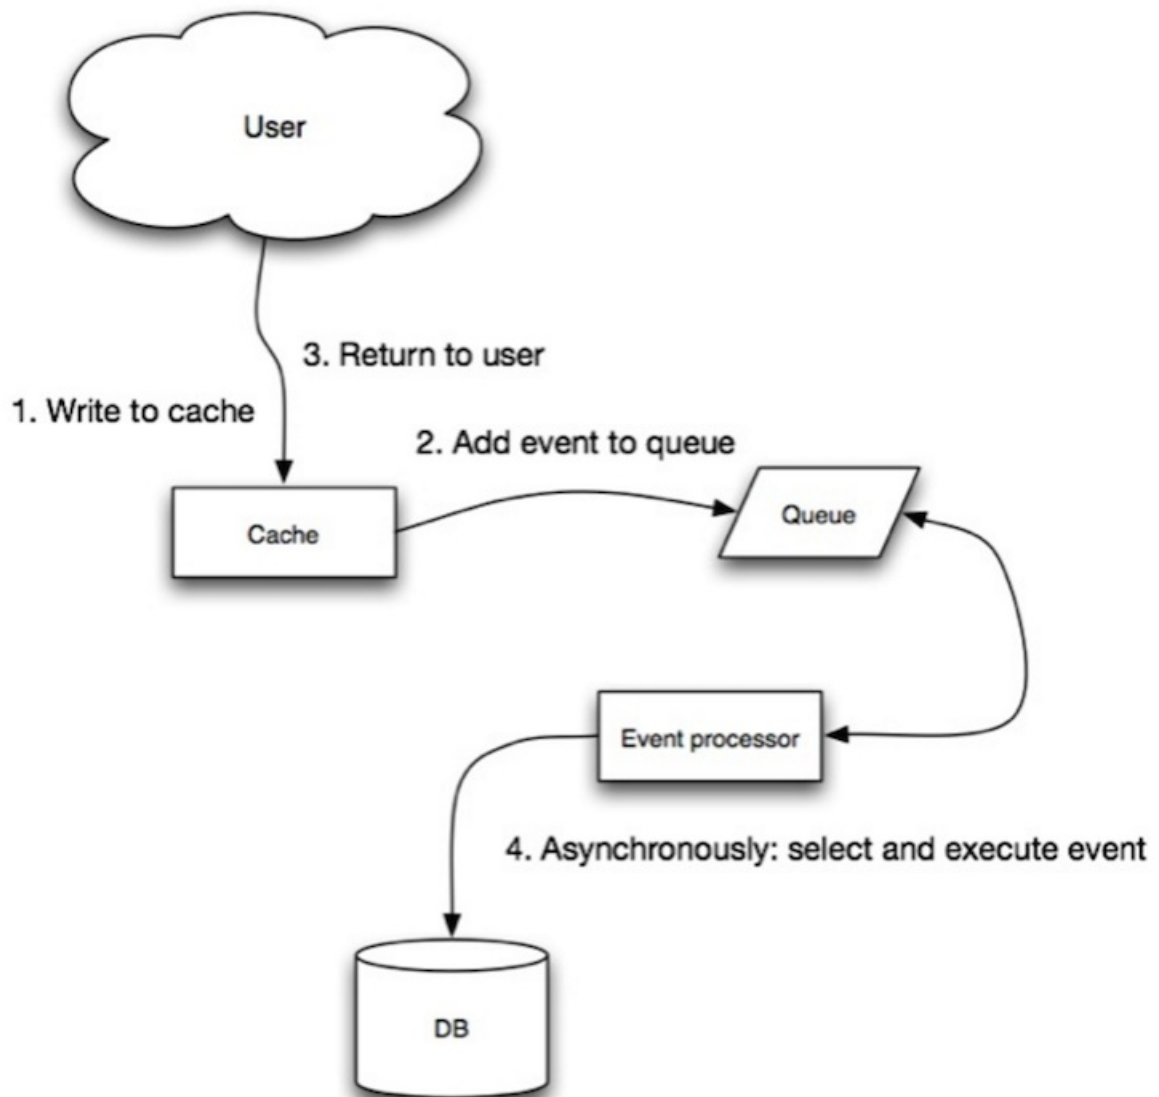 User
3. Return to user
1. Write to cache
2. Add event to queue
Cache
Queue
Event processor
4. Asynchronously: select and execute event
DB